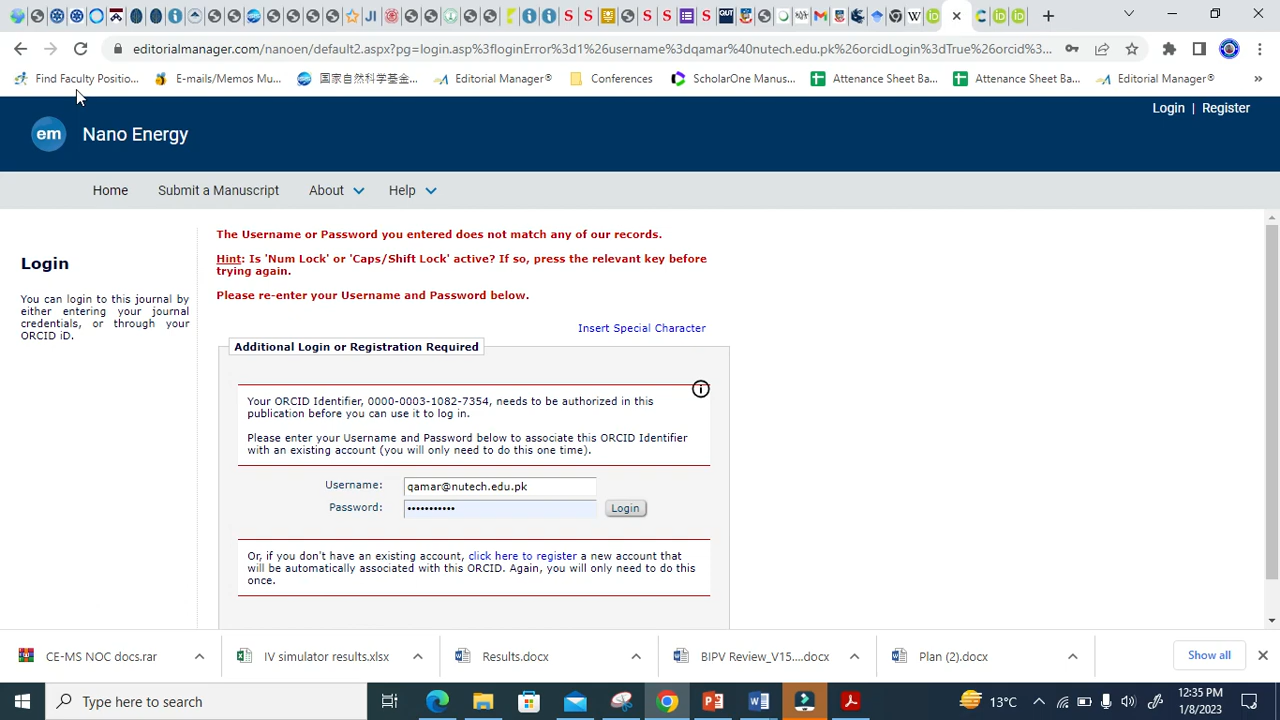 editorialmanager.com/nanoen/default2.aspx?pg=login.asp%3floginError%3d1%26username%3dqamar%40nutech.edu.pk%26orcidLogin%3dTrue%26orcid%3d...
Find Faculty Positio...
E-mails/Memos Mu...
国家自然科学基金...
Editorial Manager®
Conferences
ScholarOne Manus...
Attenance Sheet Ba...
Attenance Sheet Ba...
Editorial Manager®
»
Login | Register
em Nano Energy
Home Submit a Manuscript About Help
The Username or Password you entered does not match any of our records.
Hint: Is 'Num Lock' or 'Caps/Shift Lock' active? If so, press the relevant key before
trying again.
Please re-enter your Username and Password below.
Login
You can login to this journal by
either entering your journal
credentials, or through your
ORCID iD.
Insert Special Character
Additional Login or Registration Required
Your ORCID Identifier, 0000-0003-1082-7354, needs to be authorized in this
publication before you can use it to log in.
Please enter your Username and Password below to associate this ORCID Identifier
with an existing account (you will only need to do this one time).
Username: qamar@nutech.edu.pk
Password: •••••••••••
Login
Or, if you don't have an existing account, click here to register a new account that
will be automatically associated with this ORCID. Again, you will only need to do this
once.
CE-MS NOC docs.rar
IV simulator results.xlsx
Results.docx
BIPV Review_V15....docx
Plan (2).docx
Show all
Type here to search
13°C
12:35 PM
1/8/2023